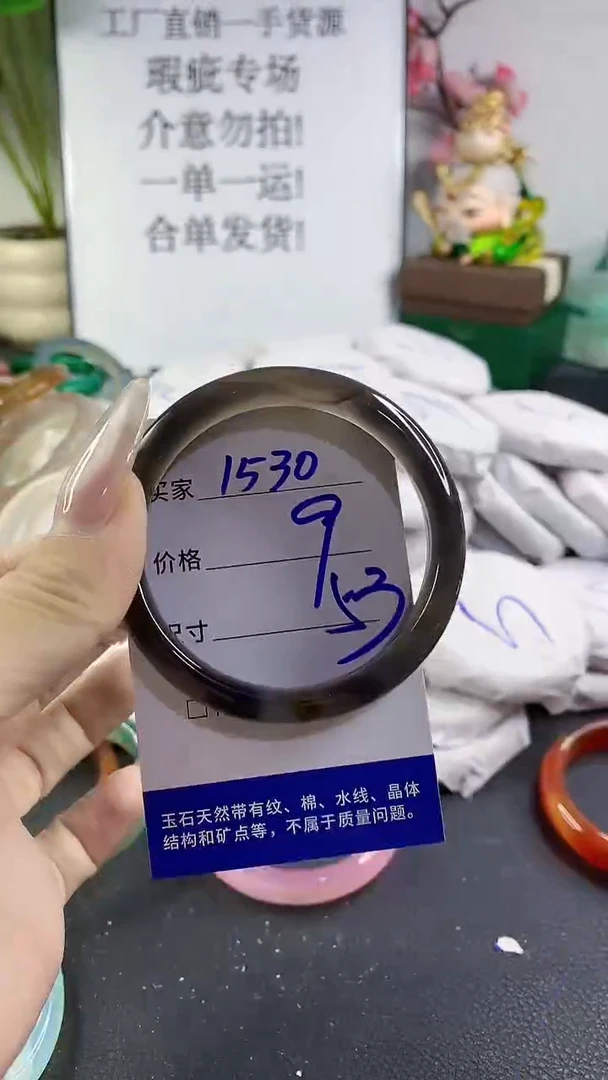 工厂直销一手货源
瑕疵专场
介意勿拍!
一单一运!
合单发货!
买家 1530
价格 9
尺寸 53
玉石天然带有纹、棉、水线、晶体
结构和矿点等，不属于质量问题。